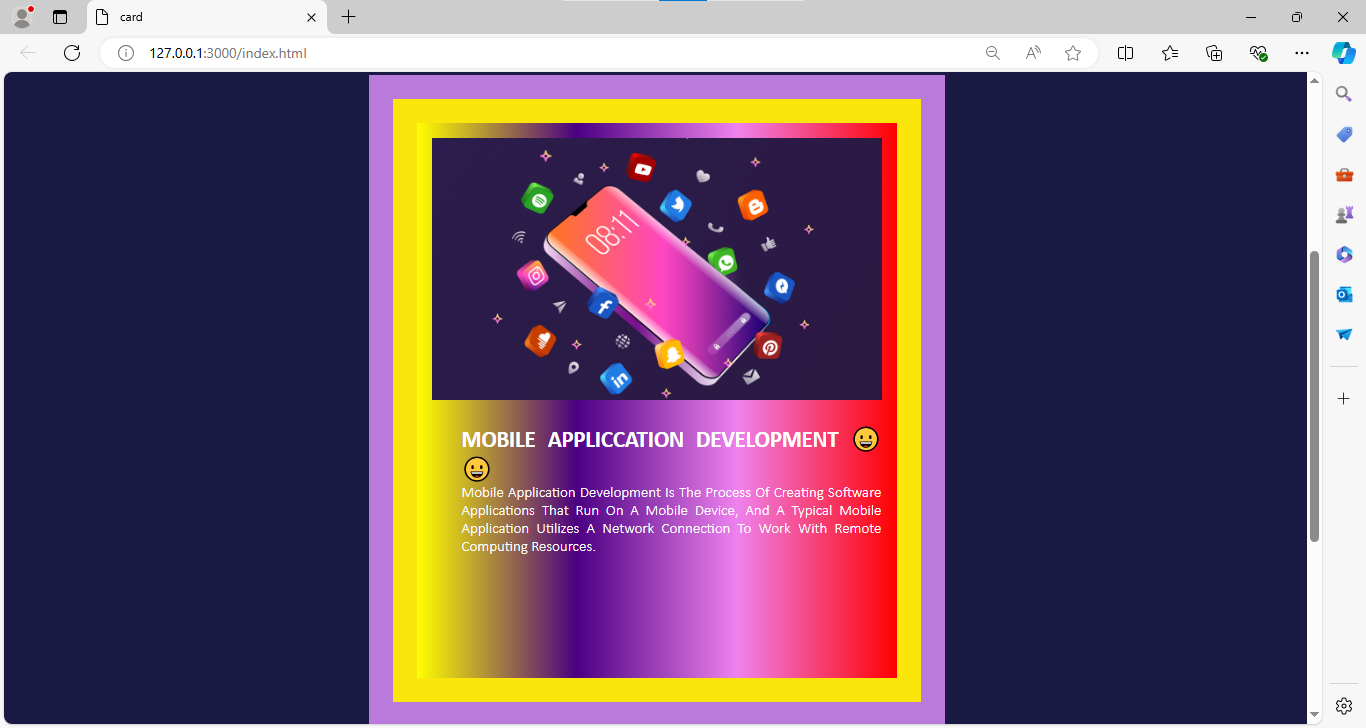 card
127.0.0.1:3000/index.html
08:11
MOBILE APPLICCATION DEVELOPMENT 😀
😀
Mobile Application Development Is The Process Of Creating Software
Applications That Run On A Mobile Device, And A Typical Mobile
Application Utilizes A Network Connection To Work With Remote
Computing Resources.